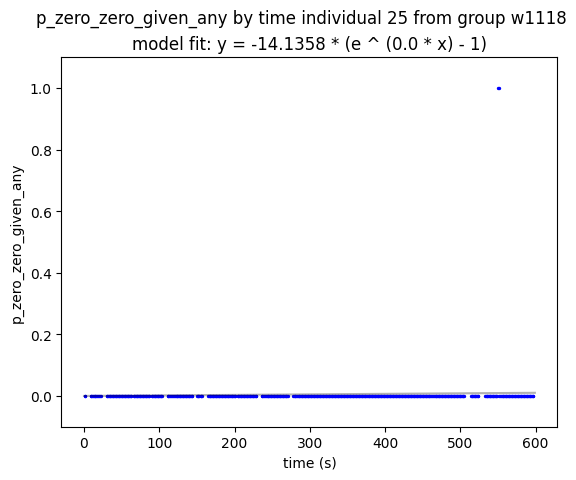 p_zero_zero_given_any by time individual 25 from group w1118
model fit: y = -14.1358 * (e ^ (0.0 * x) - 1)
1.0
0.8
0.6
0.4
0.2
0.0
p_zero_zero_given_any
0 100 200 300 400 500 600
time (s)